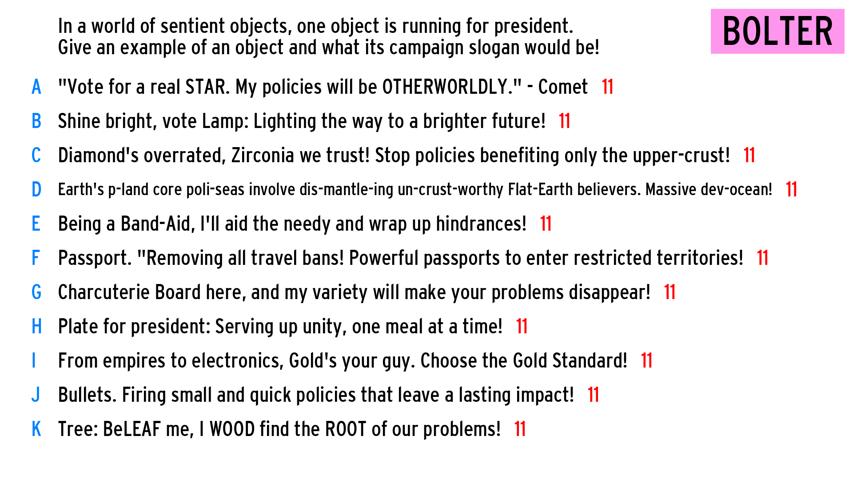 In a world of sentient objects, one object is running for president.
Give an example of an object and what its campaign slogan would be!
BOLTER
A "Vote for a real STAR. My policies will be OTHERWORLDLY." - Comet 11
B Shine bright, vote Lamp: Lighting the way to a brighter future! 11
C Diamond's overrated, Zirconia we trust! Stop policies benefiting only the upper-crust! 11
D Earth's p-land core poli-seas involve dis-mantle-ing un-crust-worthy Flat-Earth believers. Massive dev-ocean! 11
E Being a Band-Aid, I'll aid the needy and wrap up hindrances! 11
F Passport. "Removing all travel bans! Powerful passports to enter restricted territories! 11
G Charcuterie Board here, and my variety will make your problems disappear! 11
H Plate for president: Serving up unity, one meal at a time! 11
I From empires to electronics, Gold's your guy. Choose the Gold Standard! 11
J Bullets. Firing small and quick policies that leave a lasting impact! 11
K Tree: BeLEAF me, I WOOD find the ROOT of our problems! 11